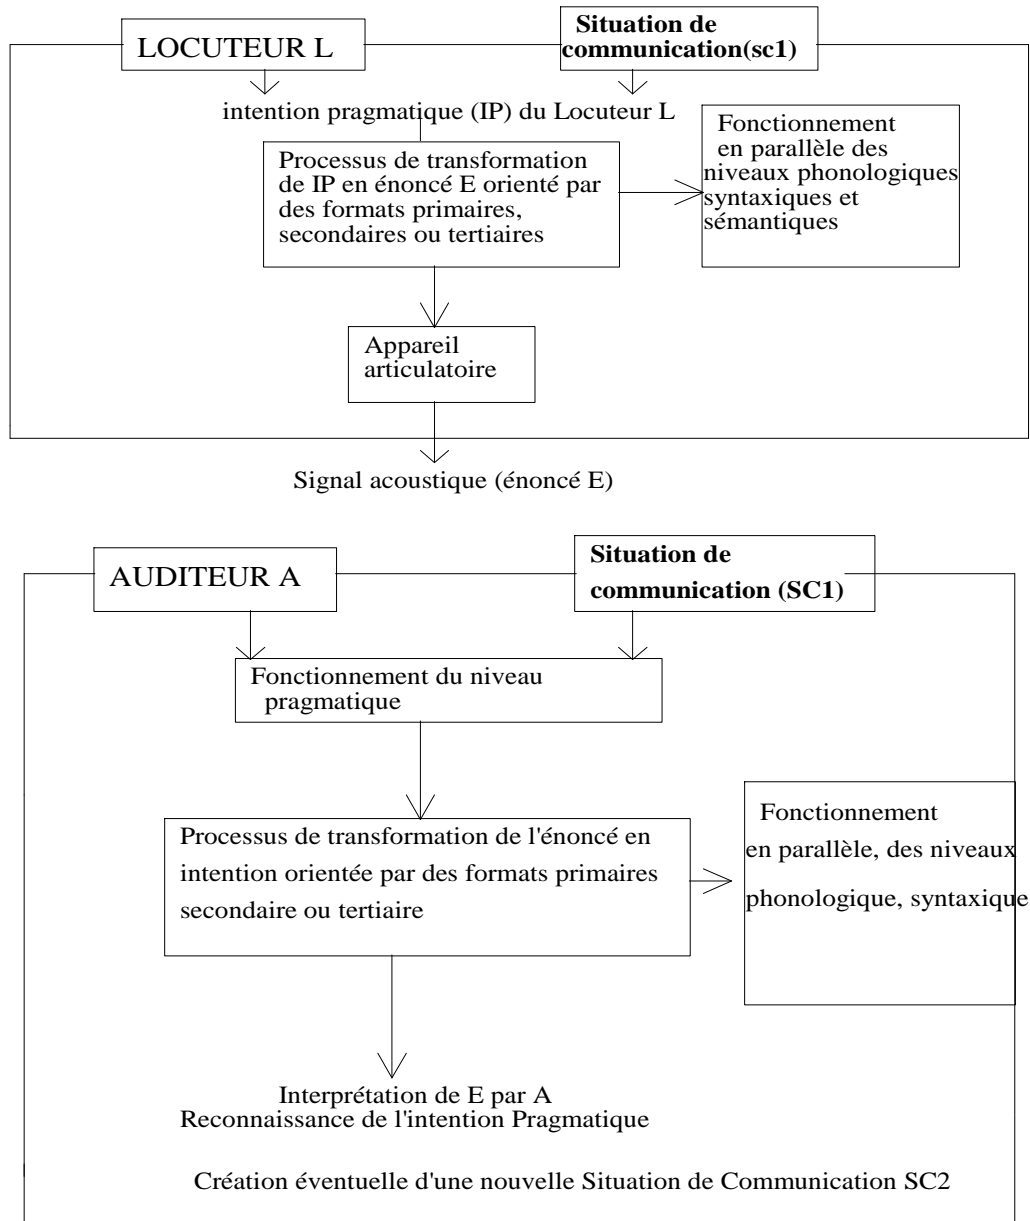 LOCUTEUR L
Situation de
communication(sc1)
intention pragmatique (IP) du Locuteur L
Processus de transformation
de IP en énoncé E orienté par
des formats primaires,
secondaires ou tertiaires
Fonctionnement
en parallèle des
niveaux phonologiques
syntaxiques et
sémantiques
Appareil
articulatoire
Signal acoustique (énoncé E)
AUDITEUR A
Situation de
communication (SC1)
Fonctionnement du niveau
pragmatique
Processus de transformation de l'énoncé en
intention orientée par des formats primaires
secondaire ou tertiaire
Fonctionnement
en parallèle, des niveaux
phonologique, syntaxique
Interprétation de E par A
Reconnaissance de l'intention Pragmatique
Création éventuelle d'une nouvelle Situation de Communication SC2